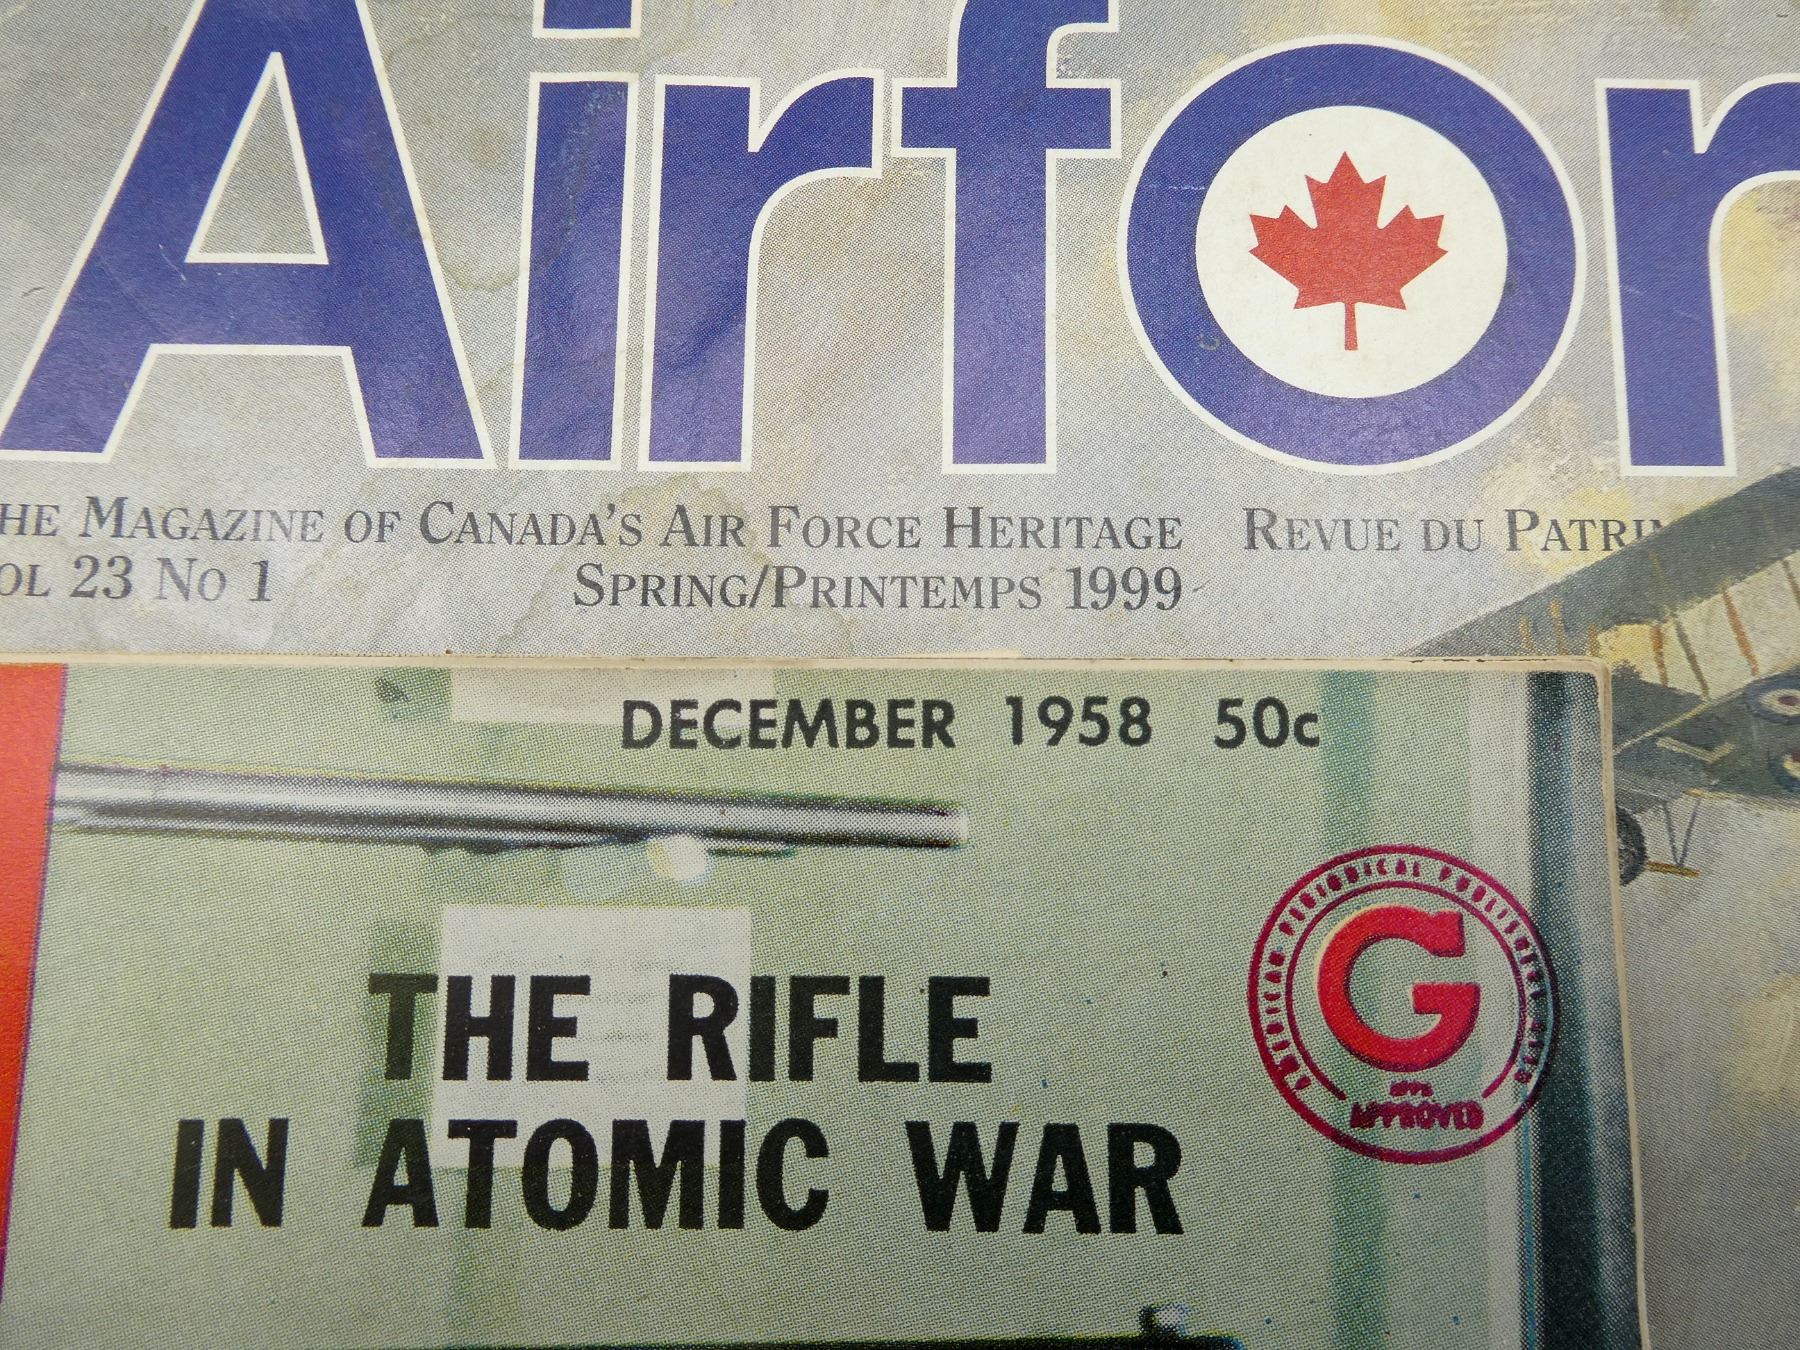 Airfor
HE MAGAZINE OF CANADA'S AIR FORCE HERITAGE REVUE DU PATRI
OL 23 NO 1 SPRING/PRINTEMPS 1999
DECEMBER 1958 50c
THE RIFLE
IN ATOMIC WAR
G
APPROVED